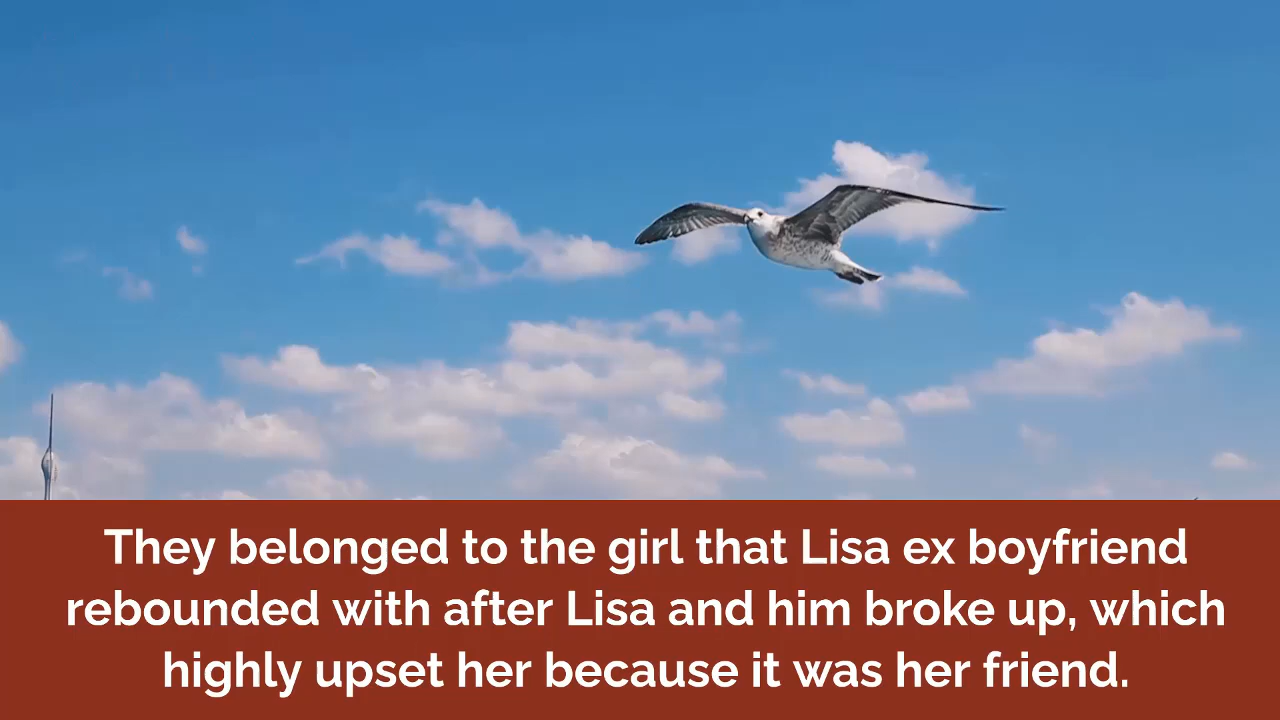 They belonged to the girl that Lisa ex boyfriend
rebounded with after Lisa and him broke up, which
highly upset her because it was her friend.